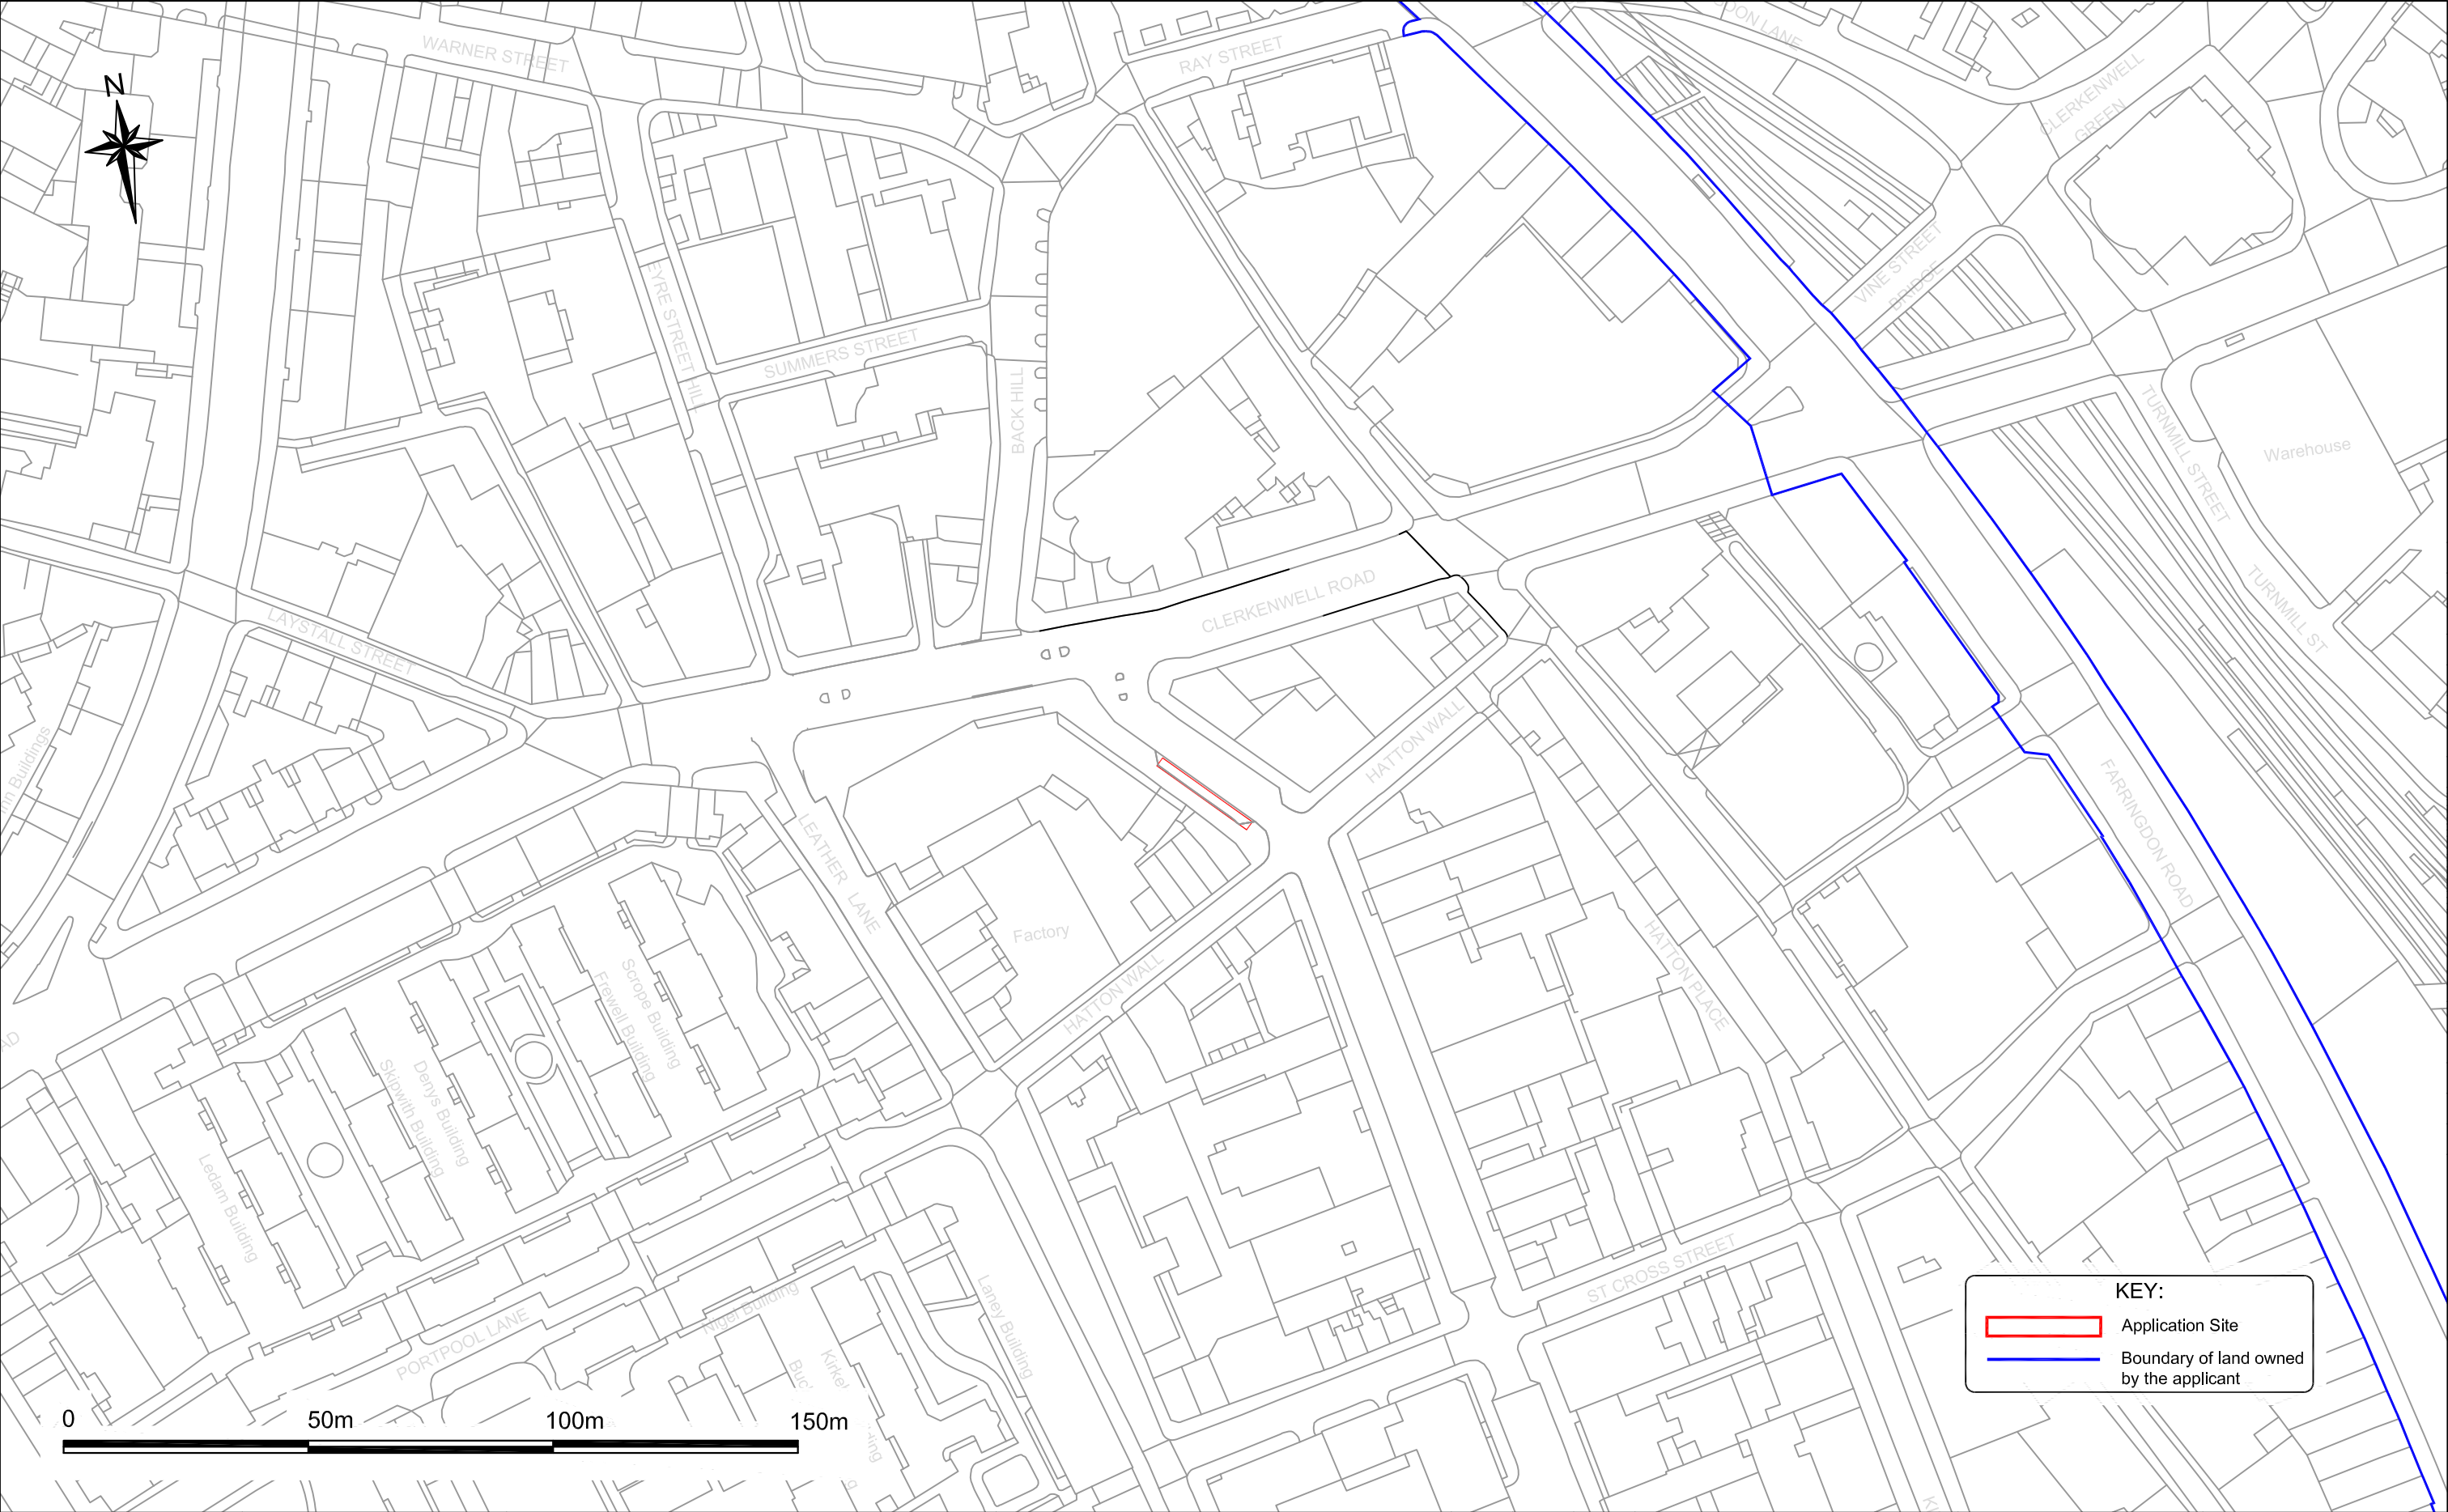 WARNER STREET
RAY STREET
CLERKENWELL
GREEN
N
VINE STREET
BRIDGE
EYRE STREET HILL
SUMMERS STREET
BACK HILL
TURNMILL STREET
Warehouse
CLERKENWELL ROAD
LAYSTALL STREET
TURNMILL ST
HATTON WALL
FARRINGDON ROAD
LEATHER LANE
Factory
HATTON WALL
HATTON PLACE
Scrope Building
Frewell Building
Denys Building
Skipwith Building
Ledam Building
ST CROSS STREET
Nigel Building
Laney Building
PORTPOOL LANE
KEY:
Application Site
Boundary of land owned
by the applicant
0 50m 100m 150m